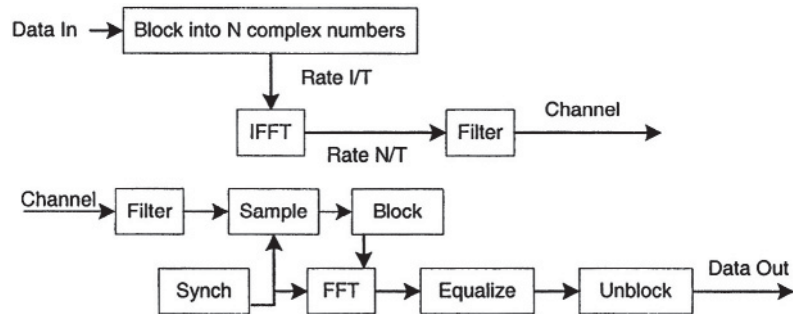 Data In
Block into N complex numbers
Rate I/T
IFFT
Rate N/T
Filter
Channel
Channel
Filter
Sample
Block
Synch
FFT
Equalize
Unblock
Data Out